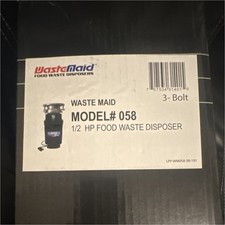 WasteMaid
FOOD WASTE DISPOSERS
3- Bolt
WASTE MAID
MODEL# 058
1/2 HP FOOD WASTE DISPOSER